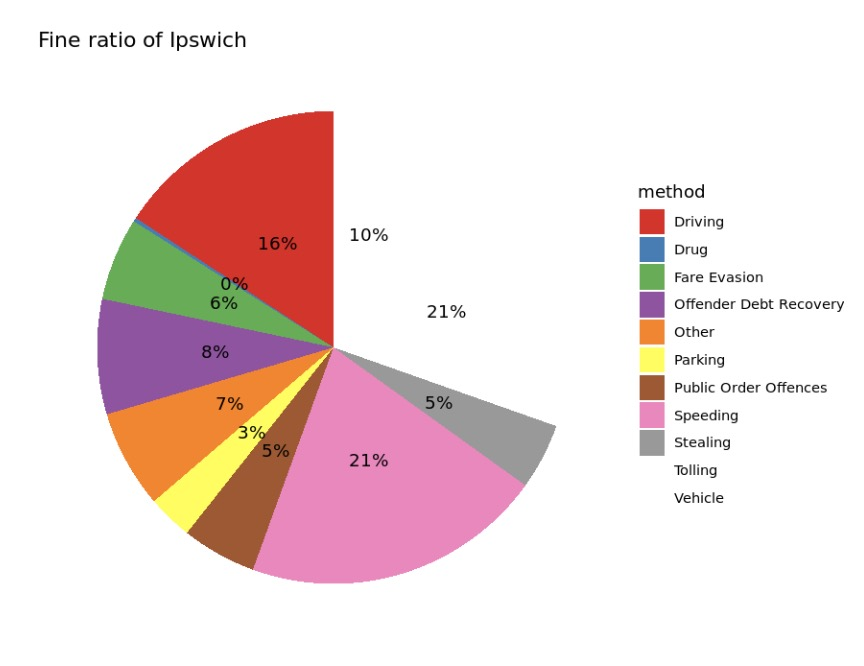 Fine ratio of Ipswich
10%
16%
0%
6%
21%
8%
7%
5%
3%
5%
21%
method
Driving
Drug
Fare Evasion
Offender Debt Recovery
Other
Parking
Public Order Offences
Speeding
Stealing
Tolling
Vehicle